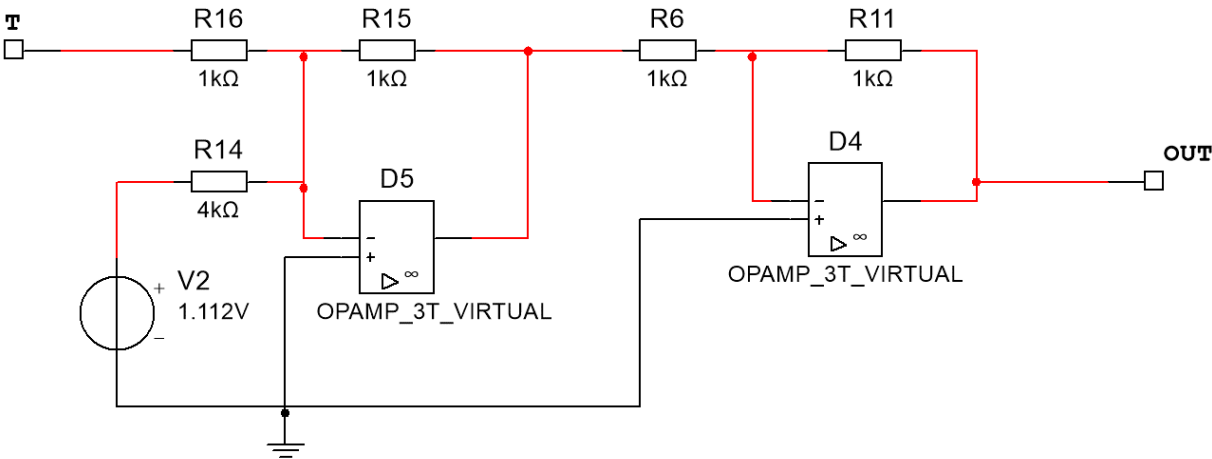 T
R16
R15
R6
R11
1kΩ
1kΩ
1kΩ
1kΩ
R14
4kΩ
D5
D4
OUT
−
+
∞
−
+
∞
OPAMP_3T_VIRTUAL
OPAMP_3T_VIRTUAL
+
V2
1.112V
−